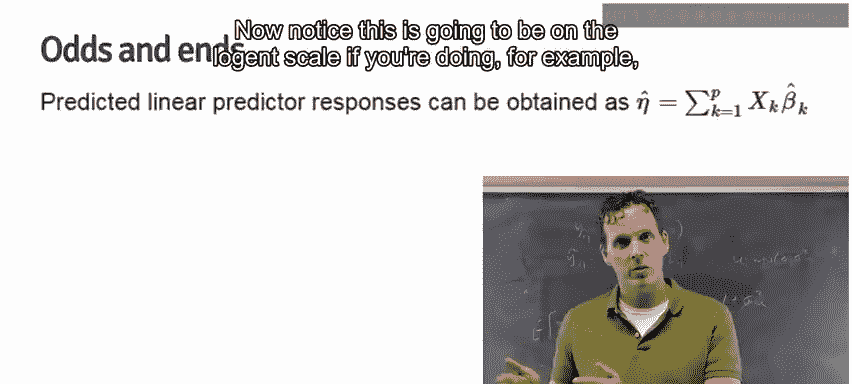 Now notice this is going to be on the
logent scale if you're doing, for example,
Odds and ends
Predicted linear predictor responses can be obtained as η̂ = ∑ᵖₖ₌₁ Xₖβ̂ₖ